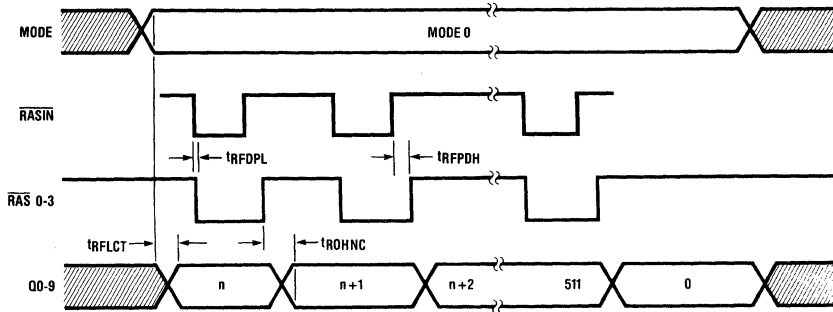 MODE
MODE 0
RASIN
tRFDPL
tRFPDH
RAS 0-3
tRFLCT
tROHNC
Q0-9
n
n+1
n+2
511
0